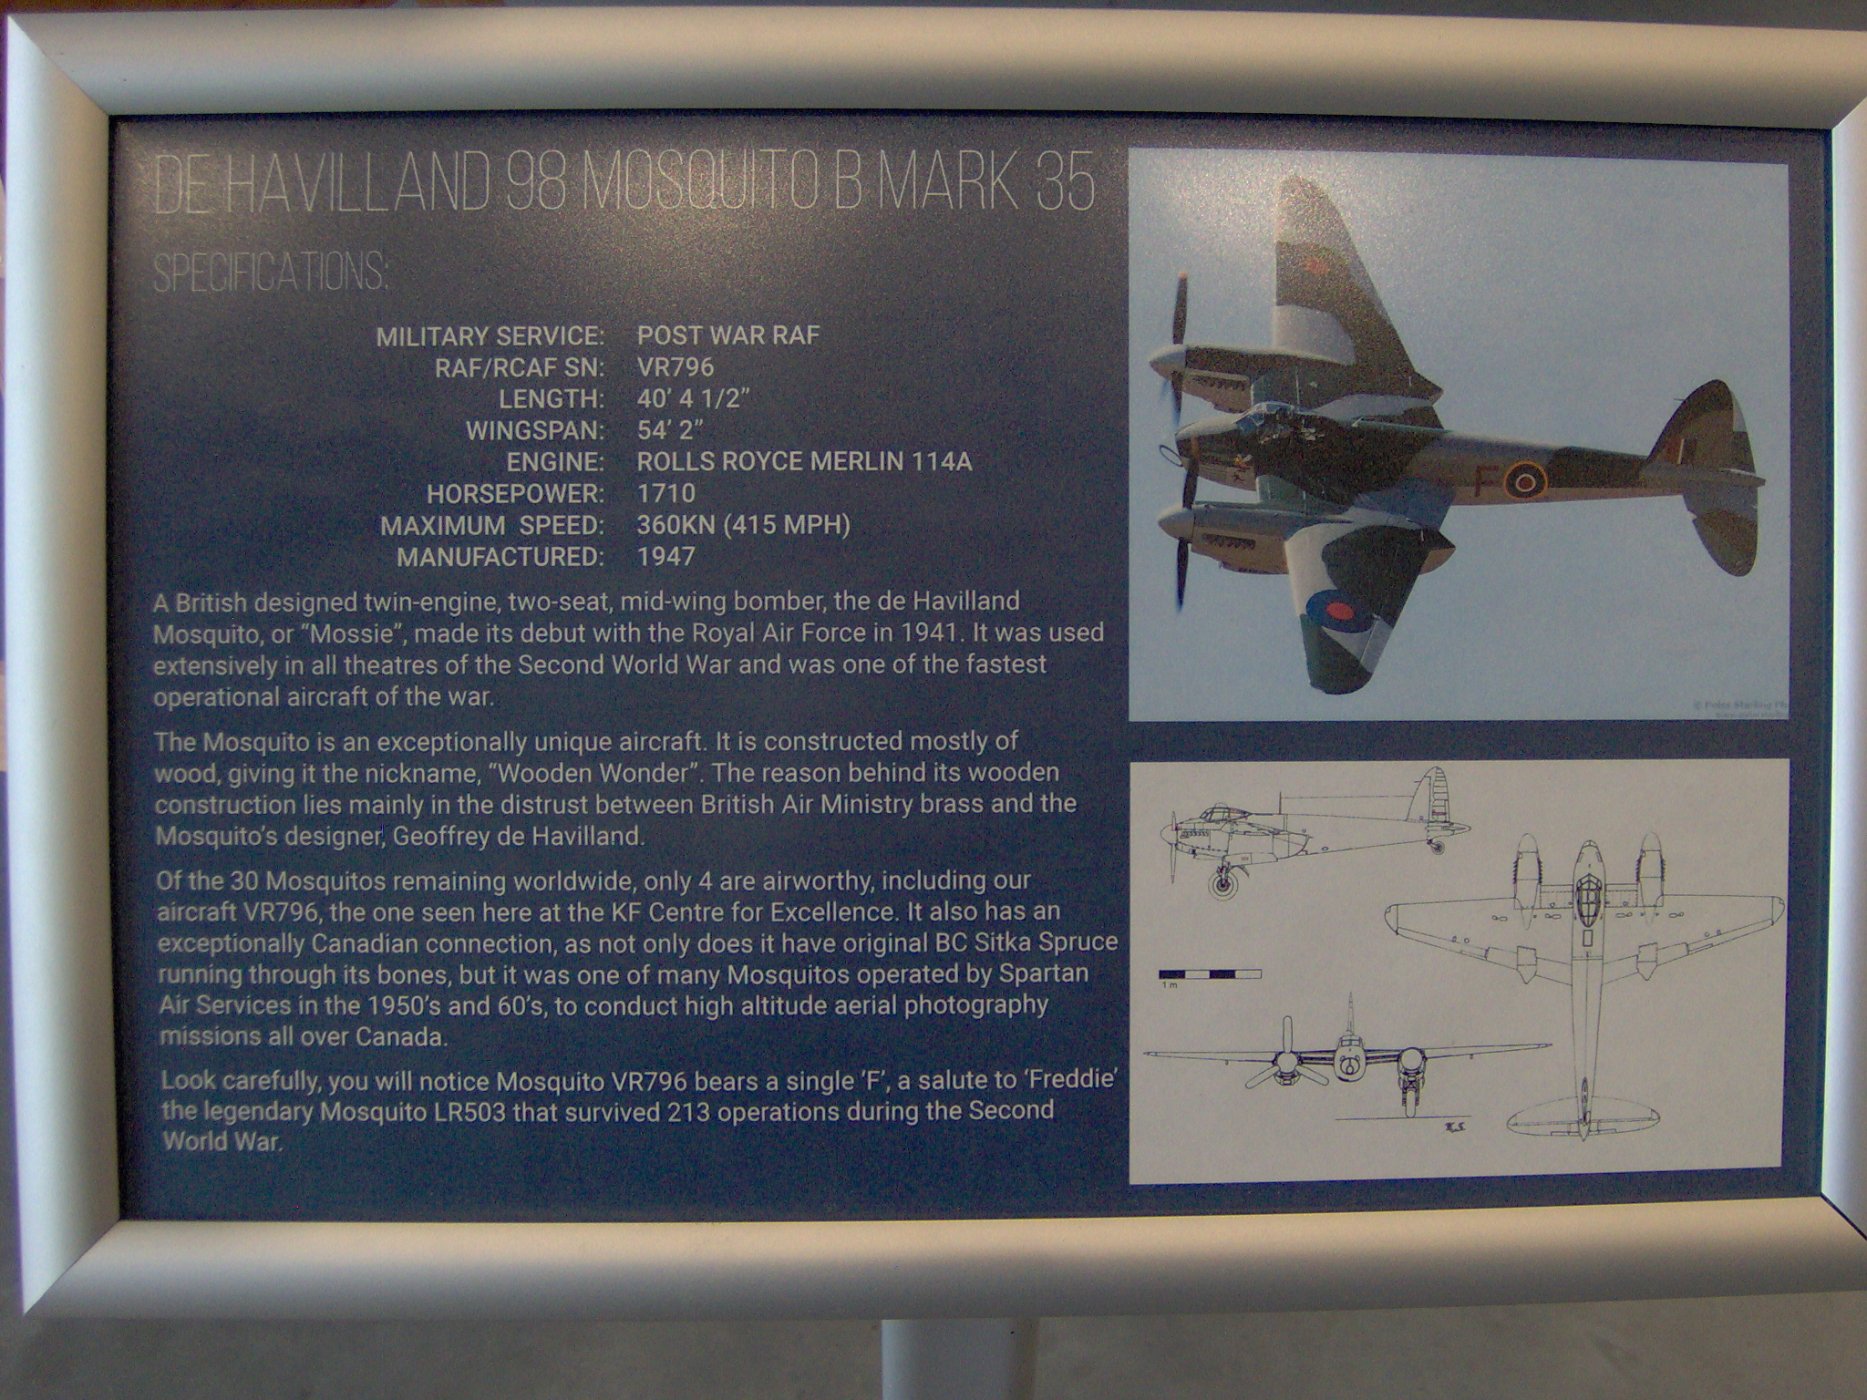 DE HAVILLAND 98 MOSQUITO B MARK 35
SPECIFICATIONS:
MILITARY SERVICE: POST WAR RAF
RAF/RCAF SN: VR796
LENGTH: 40' 4 1/2"
WINGSPAN: 54' 2"
ENGINE: ROLLS ROYCE MERLIN 114A
HORSEPOWER: 1710
MAXIMUM SPEED: 360KN (415 MPH)
MANUFACTURED: 1947
A British designed twin-engine, two-seat, mid-wing bomber, the de Havilland
Mosquito, or "Mossie", made its debut with the Royal Air Force in 1941. It was used
extensively in all theatres of the Second World War and was one of the fastest
operational aircraft of the war.
The Mosquito is an exceptionally unique aircraft. It is constructed mostly of
wood, giving it the nickname, "Wooden Wonder". The reason behind its wooden
construction lies mainly in the distrust between British Air Ministry brass and the
Mosquito's designer, Geoffrey de Havilland.
Of the 30 Mosquitos remaining worldwide, only 4 are airworthy, including our
aircraft VR796, the one seen here at the KF Centre for Excellence. It also has an
exceptionally Canadian connection, as not only does it have original BC Sitka Spruce
running through its bones, but it was one of many Mosquitos operated by Spartan
Air Services in the 1950's and 60's, to conduct high altitude aerial photography
missions all over Canada.
Look carefully, you will notice Mosquito VR796 bears a single 'F', a salute to 'Freddie'
the legendary Mosquito LR503 that survived 213 operations during the Second
World War.
F
1 m